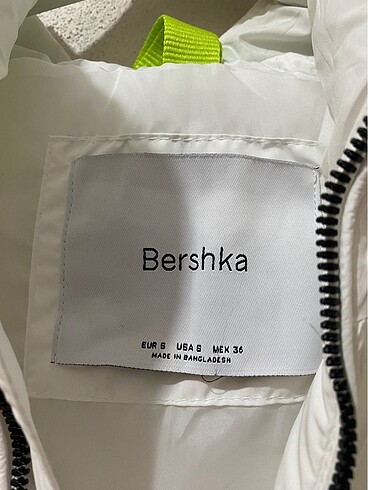 Bershka
EUR S USA S MEX 36
MADE IN BANGLADESH